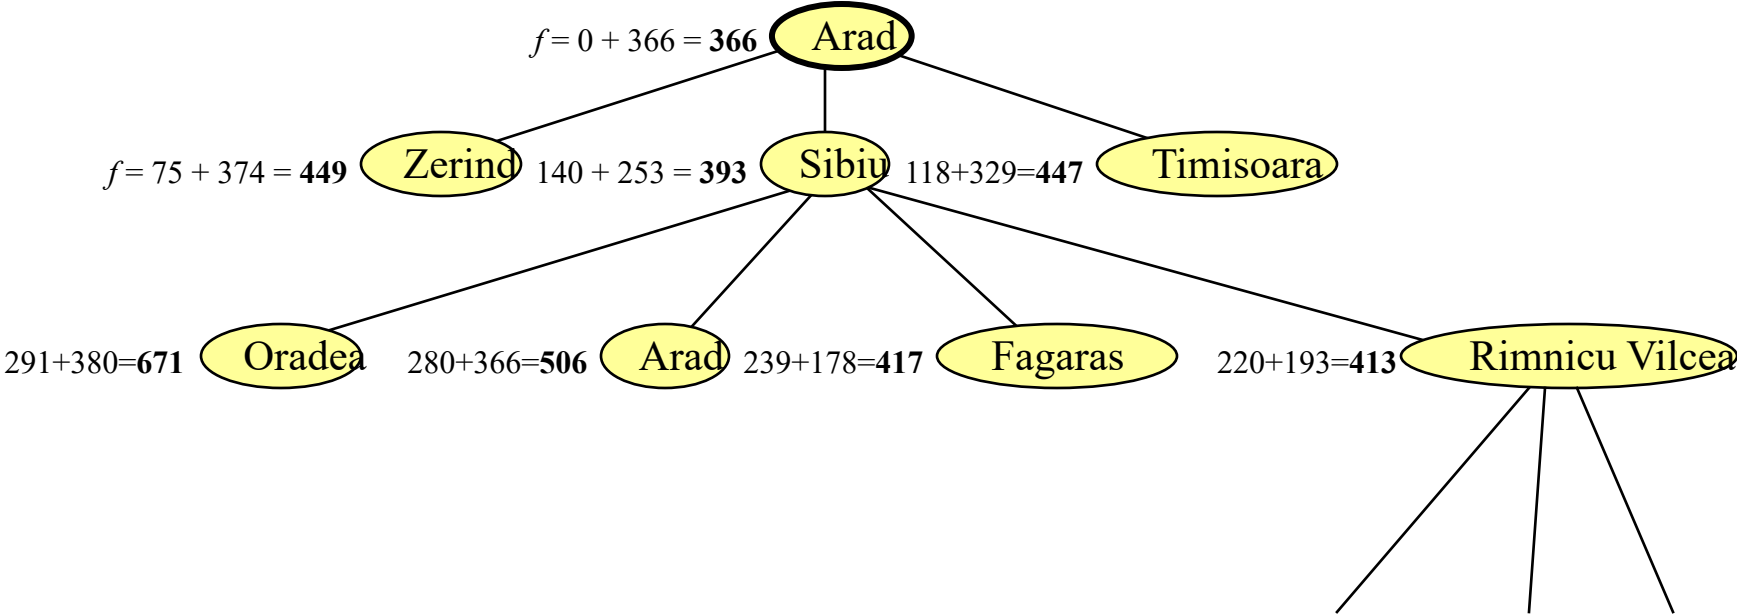 f = 0 + 366 = 366 Arad
f = 75 + 374 = 449 Zerind 140 + 253 = 393 Sibiu 118+329=447 Timisoara
291+380=671 Oradea 280+366=506 Arad 239+178=417 Fagaras 220+193=413 Rimnicu Vilcea